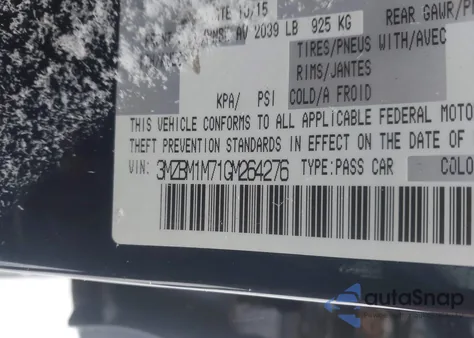 10/15
AV 2039 LB 925 KG
REAR GAWR/
TIRES/PNEUS WITH/AVEC
RIMS/JANTES
KPA/ PSI COLD/A FROID
THIS VEHICLE CONFORMS TO ALL APPLICABLE FEDERAL MOTO
THEFT PREVENTION STANDARDS IN EFFECT ON THE DATE OF
VIN: 3MZBM1M71GM264276 TYPE:PASS CAR COLO
autaSnap